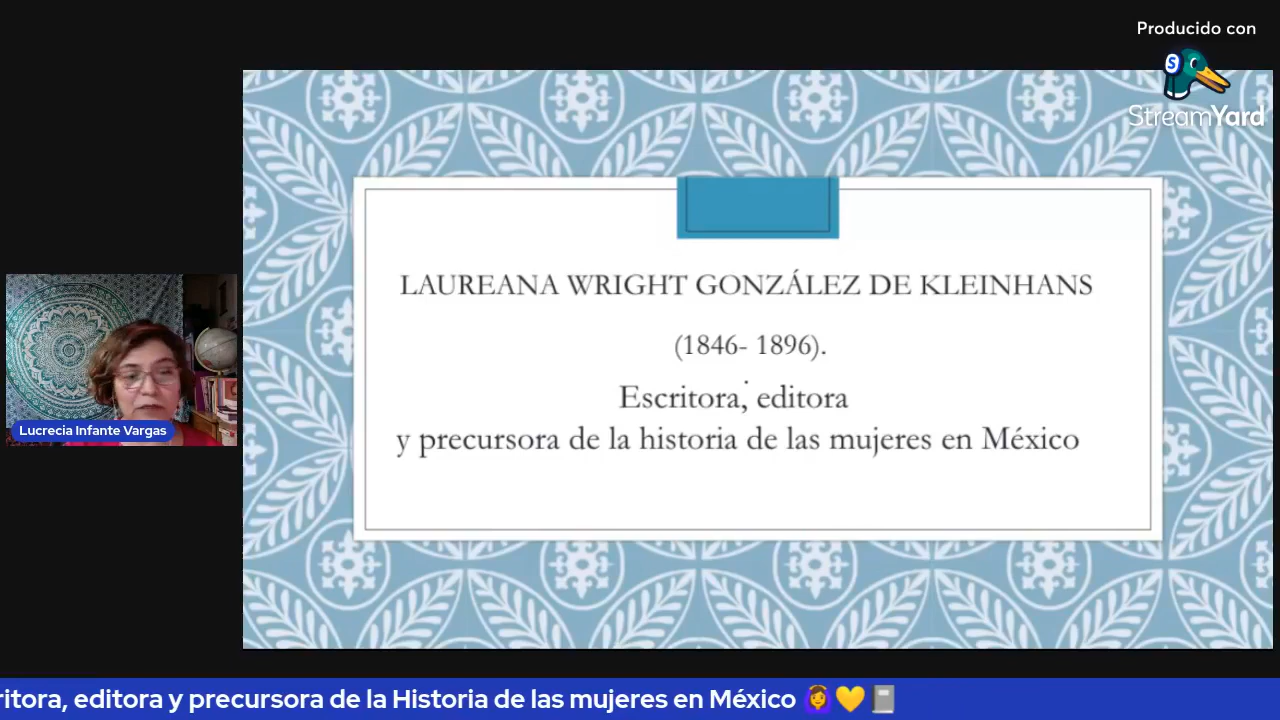 Producido con
StreamYard
LAUREANA WRIGHT GONZÁLEZ DE KLEINHANS
(1846- 1896).
Escritora, editora
y precursora de la historia de las mujeres en México
Lucrecia Infante Vargas
ritora, editora y precursora de la Historia de las mujeres en México 🙆‍♀️💛📓